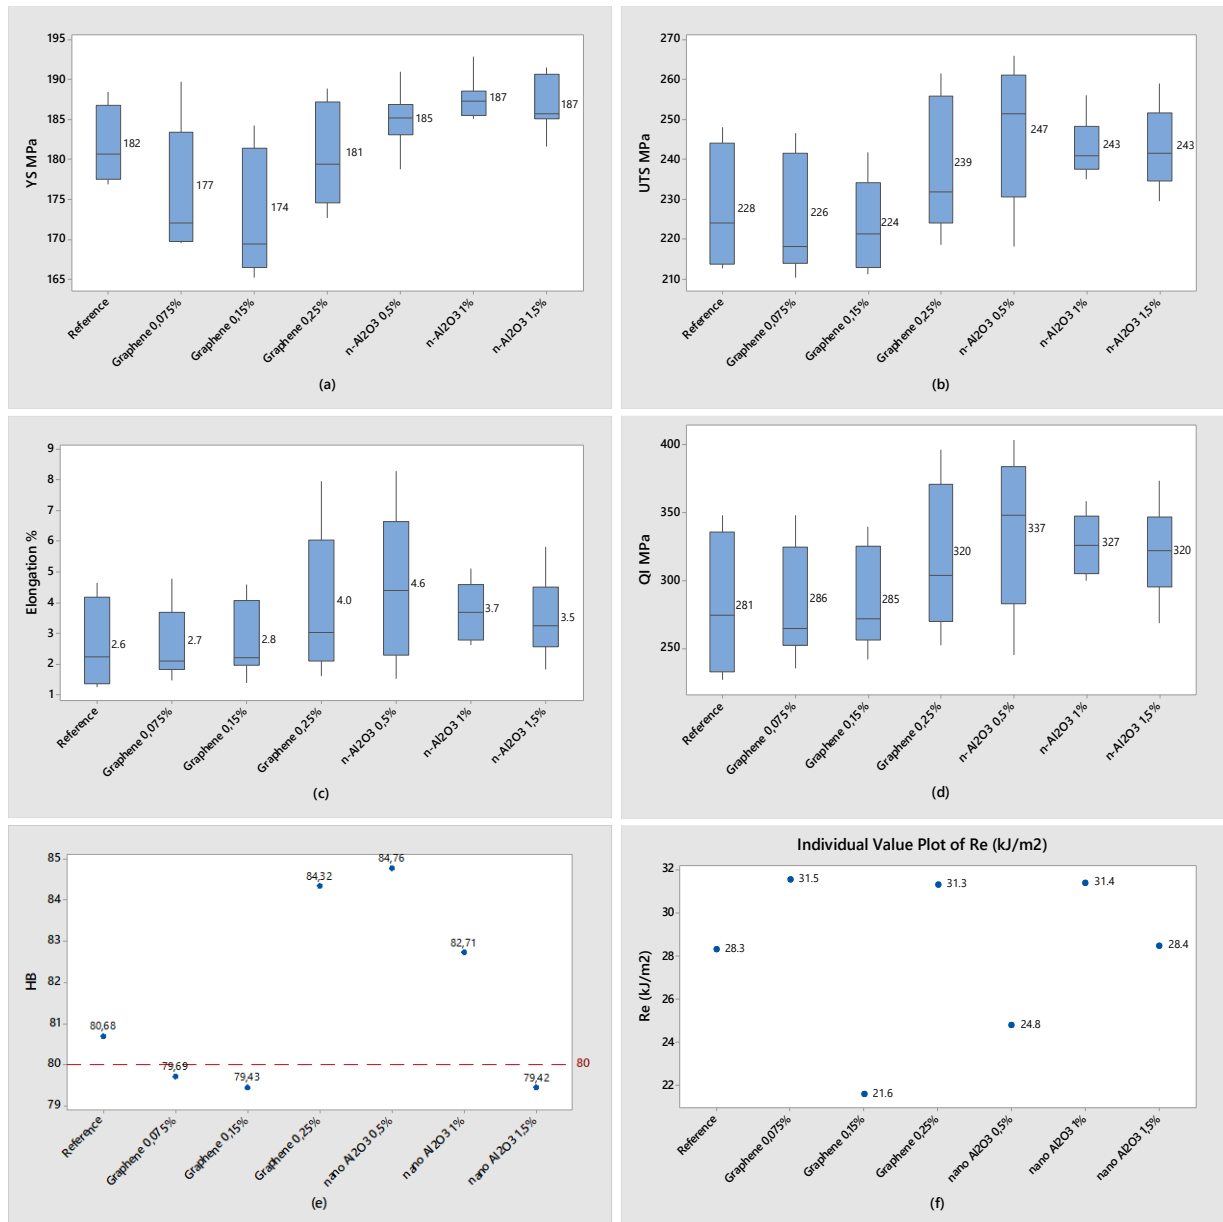 195
190
185
180
175
170
165
YS MPa
182
177
174
181
185
187
187
Reference
Graphene 0,075%
Graphene 0,15%
Graphene 0,25%
n-Al2O3 0,5%
n-Al2O3 1%
n-Al2O3 1,5%
(a)
270
260
250
240
230
220
210
UTS MPa
228
226
224
239
247
243
243
Reference
Graphene 0,075%
Graphene 0,15%
Graphene 0,25%
n-Al2O3 0,5%
n-Al2O3 1%
n-Al2O3 1,5%
(b)
9
8
7
6
5
4
3
2
1
Elongation %
2.6
2.7
2.8
4.0
4.6
3.7
3.5
Reference
Graphene 0,075%
Graphene 0,15%
Graphene 0,25%
n-Al2O3 0,5%
n-Al2O3 1%
n-Al2O3 1,5%
(c)
400
350
300
250
QI MPa
281
286
285
320
337
327
320
Reference
Graphene 0,075%
Graphene 0,15%
Graphene 0,25%
n-Al2O3 0,5%
n-Al2O3 1%
n-Al2O3 1,5%
(d)
85
84
83
82
81
80
79
HB
80,68
79,69
79,43
84,32
84,76
82,71
79,42
80
Reference
Graphene 0,075%
Graphene 0,15%
Graphene 0,25%
nano Al2O3 0,5%
nano Al2O3 1%
nano Al2O3 1,5%
(e)
Individual Value Plot of Re (kJ/m2)
32
30
28
26
24
22
Re (kJ/m2)
28.3
31.5
21.6
31.3
24.8
31.4
28.4
Reference
Graphene 0,075%
Graphene 0,15%
Graphene 0,25%
nano Al2O3 0,5%
nano Al2O3 1%
nano Al2O3 1,5%
(f)